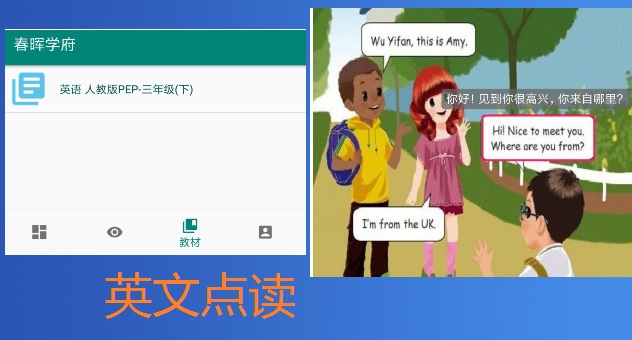 春晖学府
英语 人教版PEP-三年级(下)
教材
英文点读
Wu Yifan, this is Amy.
你好！见到你很高兴，你来自哪里?
Hi! Nice to meet you.
Where are you from?
I'm from the UK.